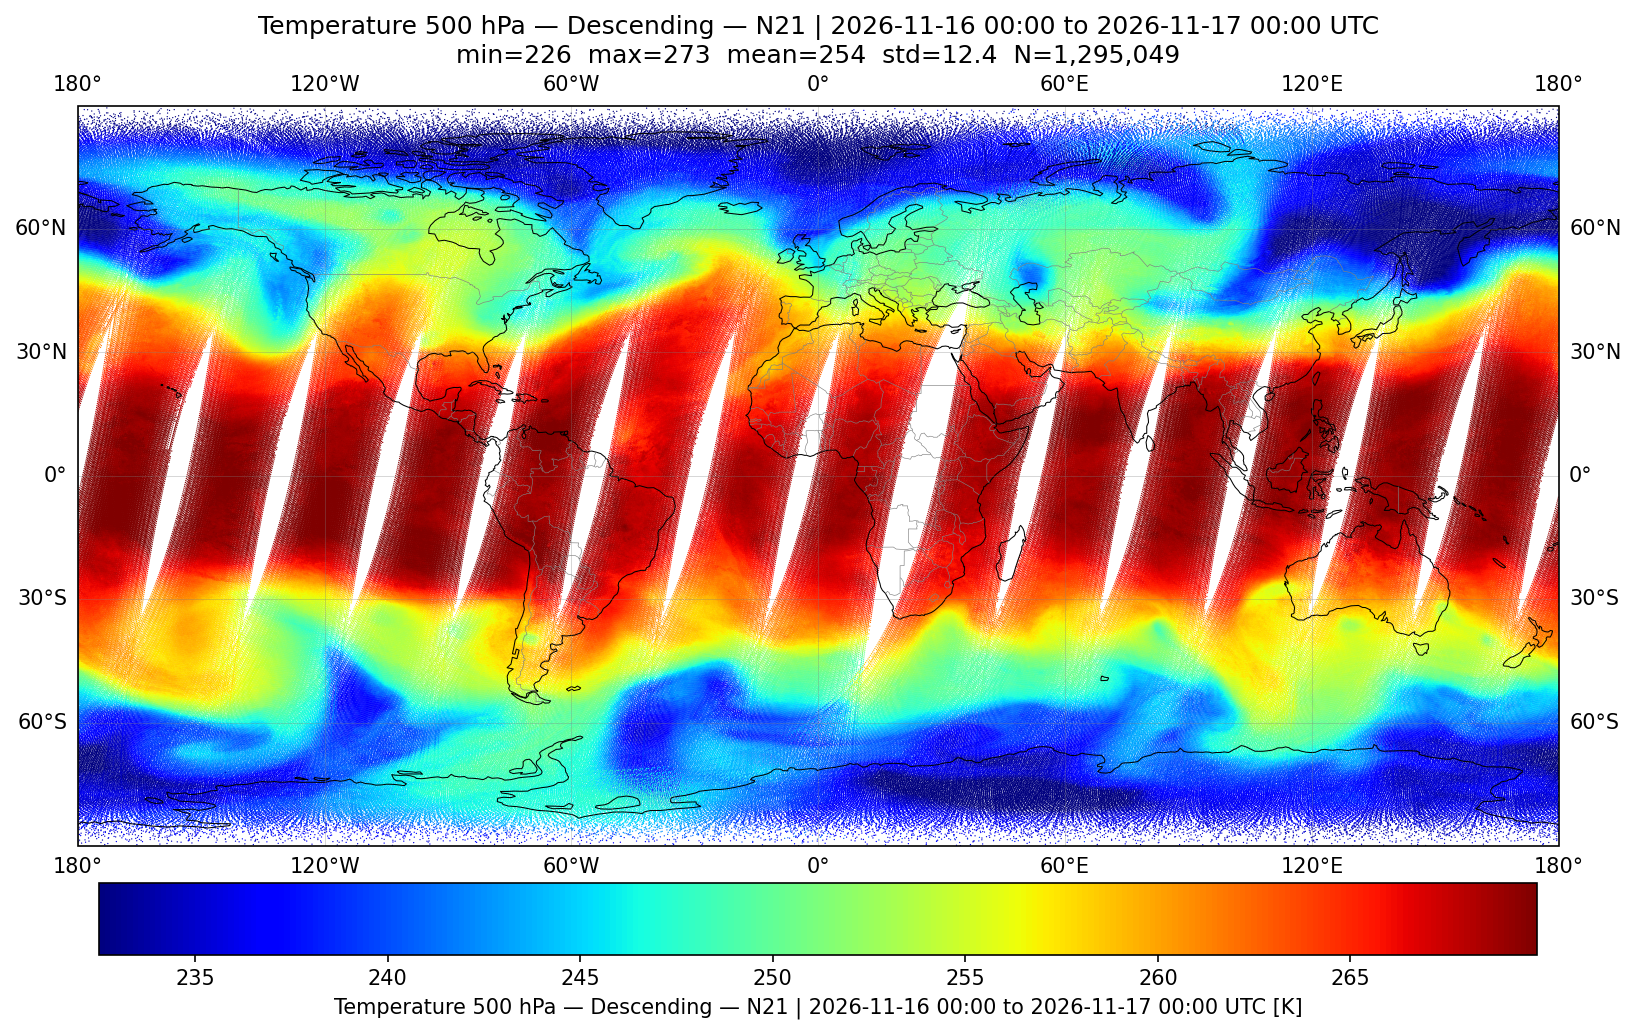 Temperature 500 hPa — Descending — N21 | 2026-11-16 00:00 to 2026-11-17 00:00 UTC
min=226 max=273 mean=254 std=12.4 N=1,295,049
180° 120°W 60°W 0° 60°E 120°E 180°
60°N 60°N
30°N 30°N
0° 0°
30°S 30°S
60°S 60°S
180° 120°W 60°W 0° 60°E 120°E 180°
235 240 245 250 255 260 265
Temperature 500 hPa — Descending — N21 | 2026-11-16 00:00 to 2026-11-17 00:00 UTC [K]